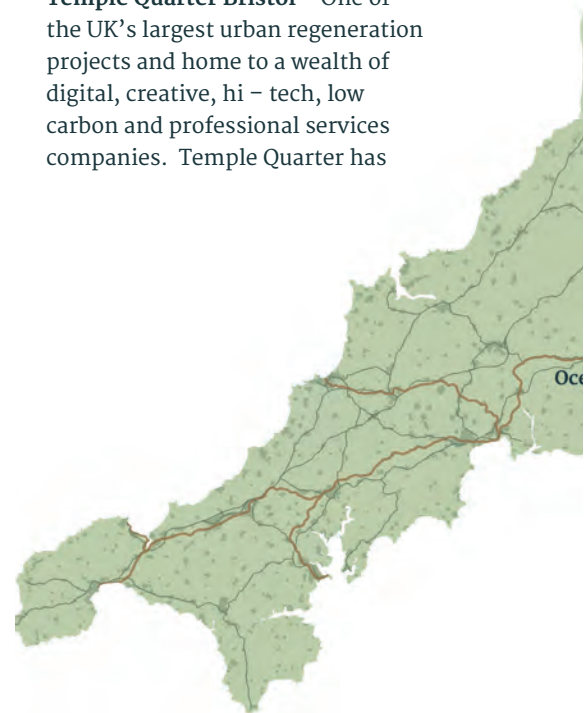 Temple Quarter Bristol – One of
the UK’s largest urban regeneration
projects and home to a wealth of
digital, creative, hi – tech, low
carbon and professional services
companies.  Temple Quarter has
Oce